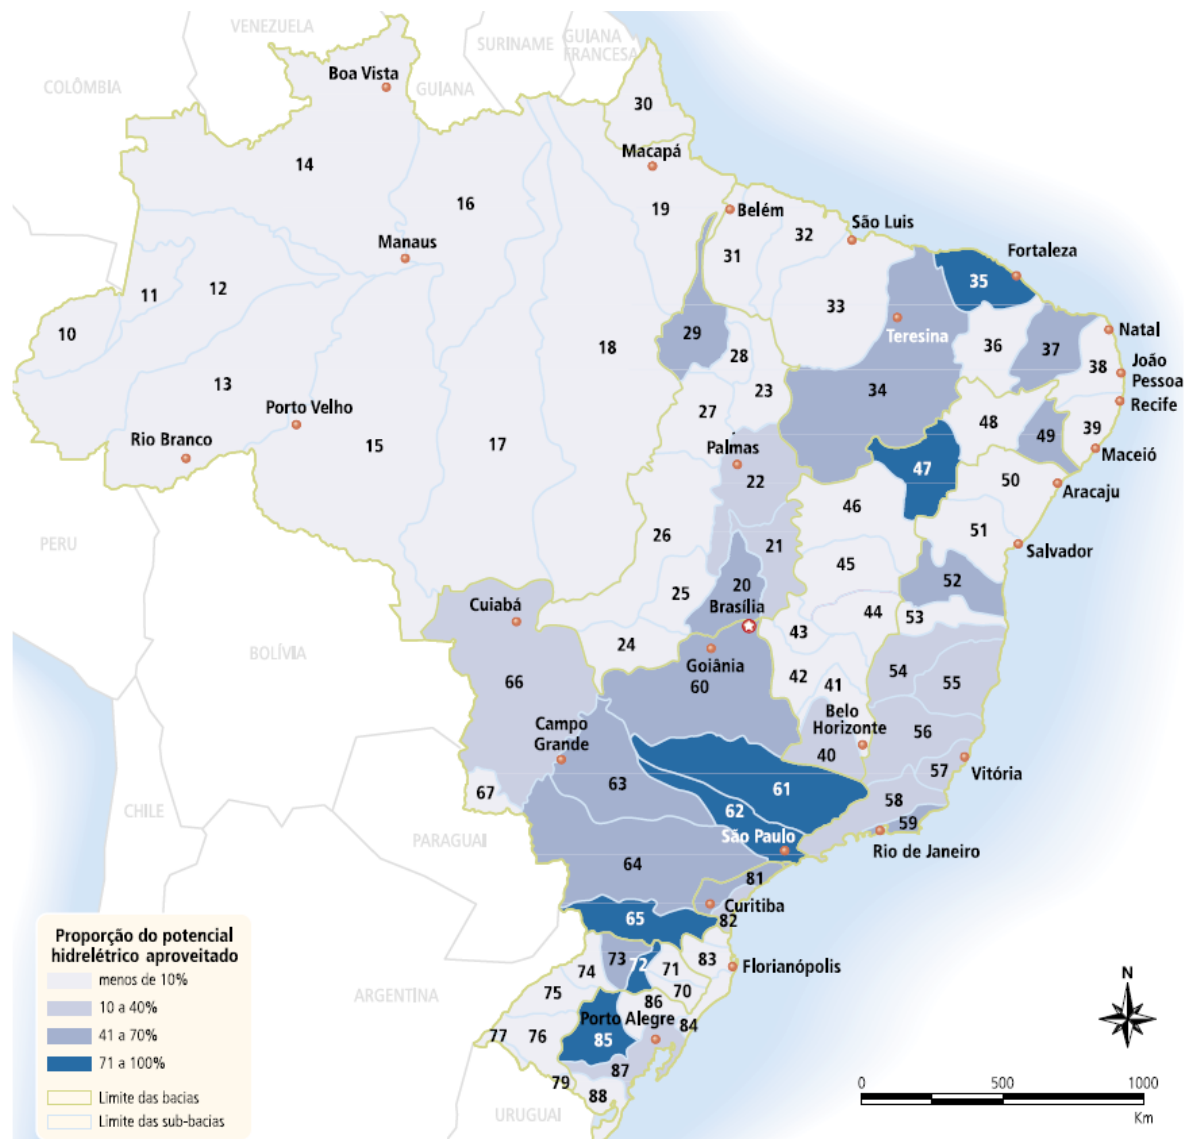 VENEZUELA
SURINAME
GUIANA
FRANCESA
COLÔMBIA
Boa Vista
GUIANA
30
Macapá
14
16
19
Belém
32
São Luis
Manaus
31
Fortaleza
35
11
12
33
10
29
28
18
Teresina
36
37
Natal
38
João
Pessoa
13
23
34
Recife
Porto Velho
27
48
39
Rio Branco
15
17
Palmas
49
Maceió
47
22
50
Aracaju
46
PERU
26
21
51
Salvador
45
20
52
25
Brasília
Cuiabá
44
53
43
24
BOLÍVIA
Goiânia
60
42
41
54
55
66
Belo
Horizonte
Campo
Grande
56
40
57
Vitória
67
63
61
58
62
59
CHILE
PARAGUAI
São Paulo
Rio de Janeiro
64
81
Curitiba
65
82
Proporção do potencial
hidrelétrico aproveitado
menos de 10%
10 a 40%
41 a 70%
71 a 100%
Limite das bacias
Limite das sub-bacias
73
72
83
74
71
Florianópolis
70
ARGENTINA
75
86
Porto Alegre
84
77
76
85
87
79
88
URUGUAI
N
0
500
1000
Km